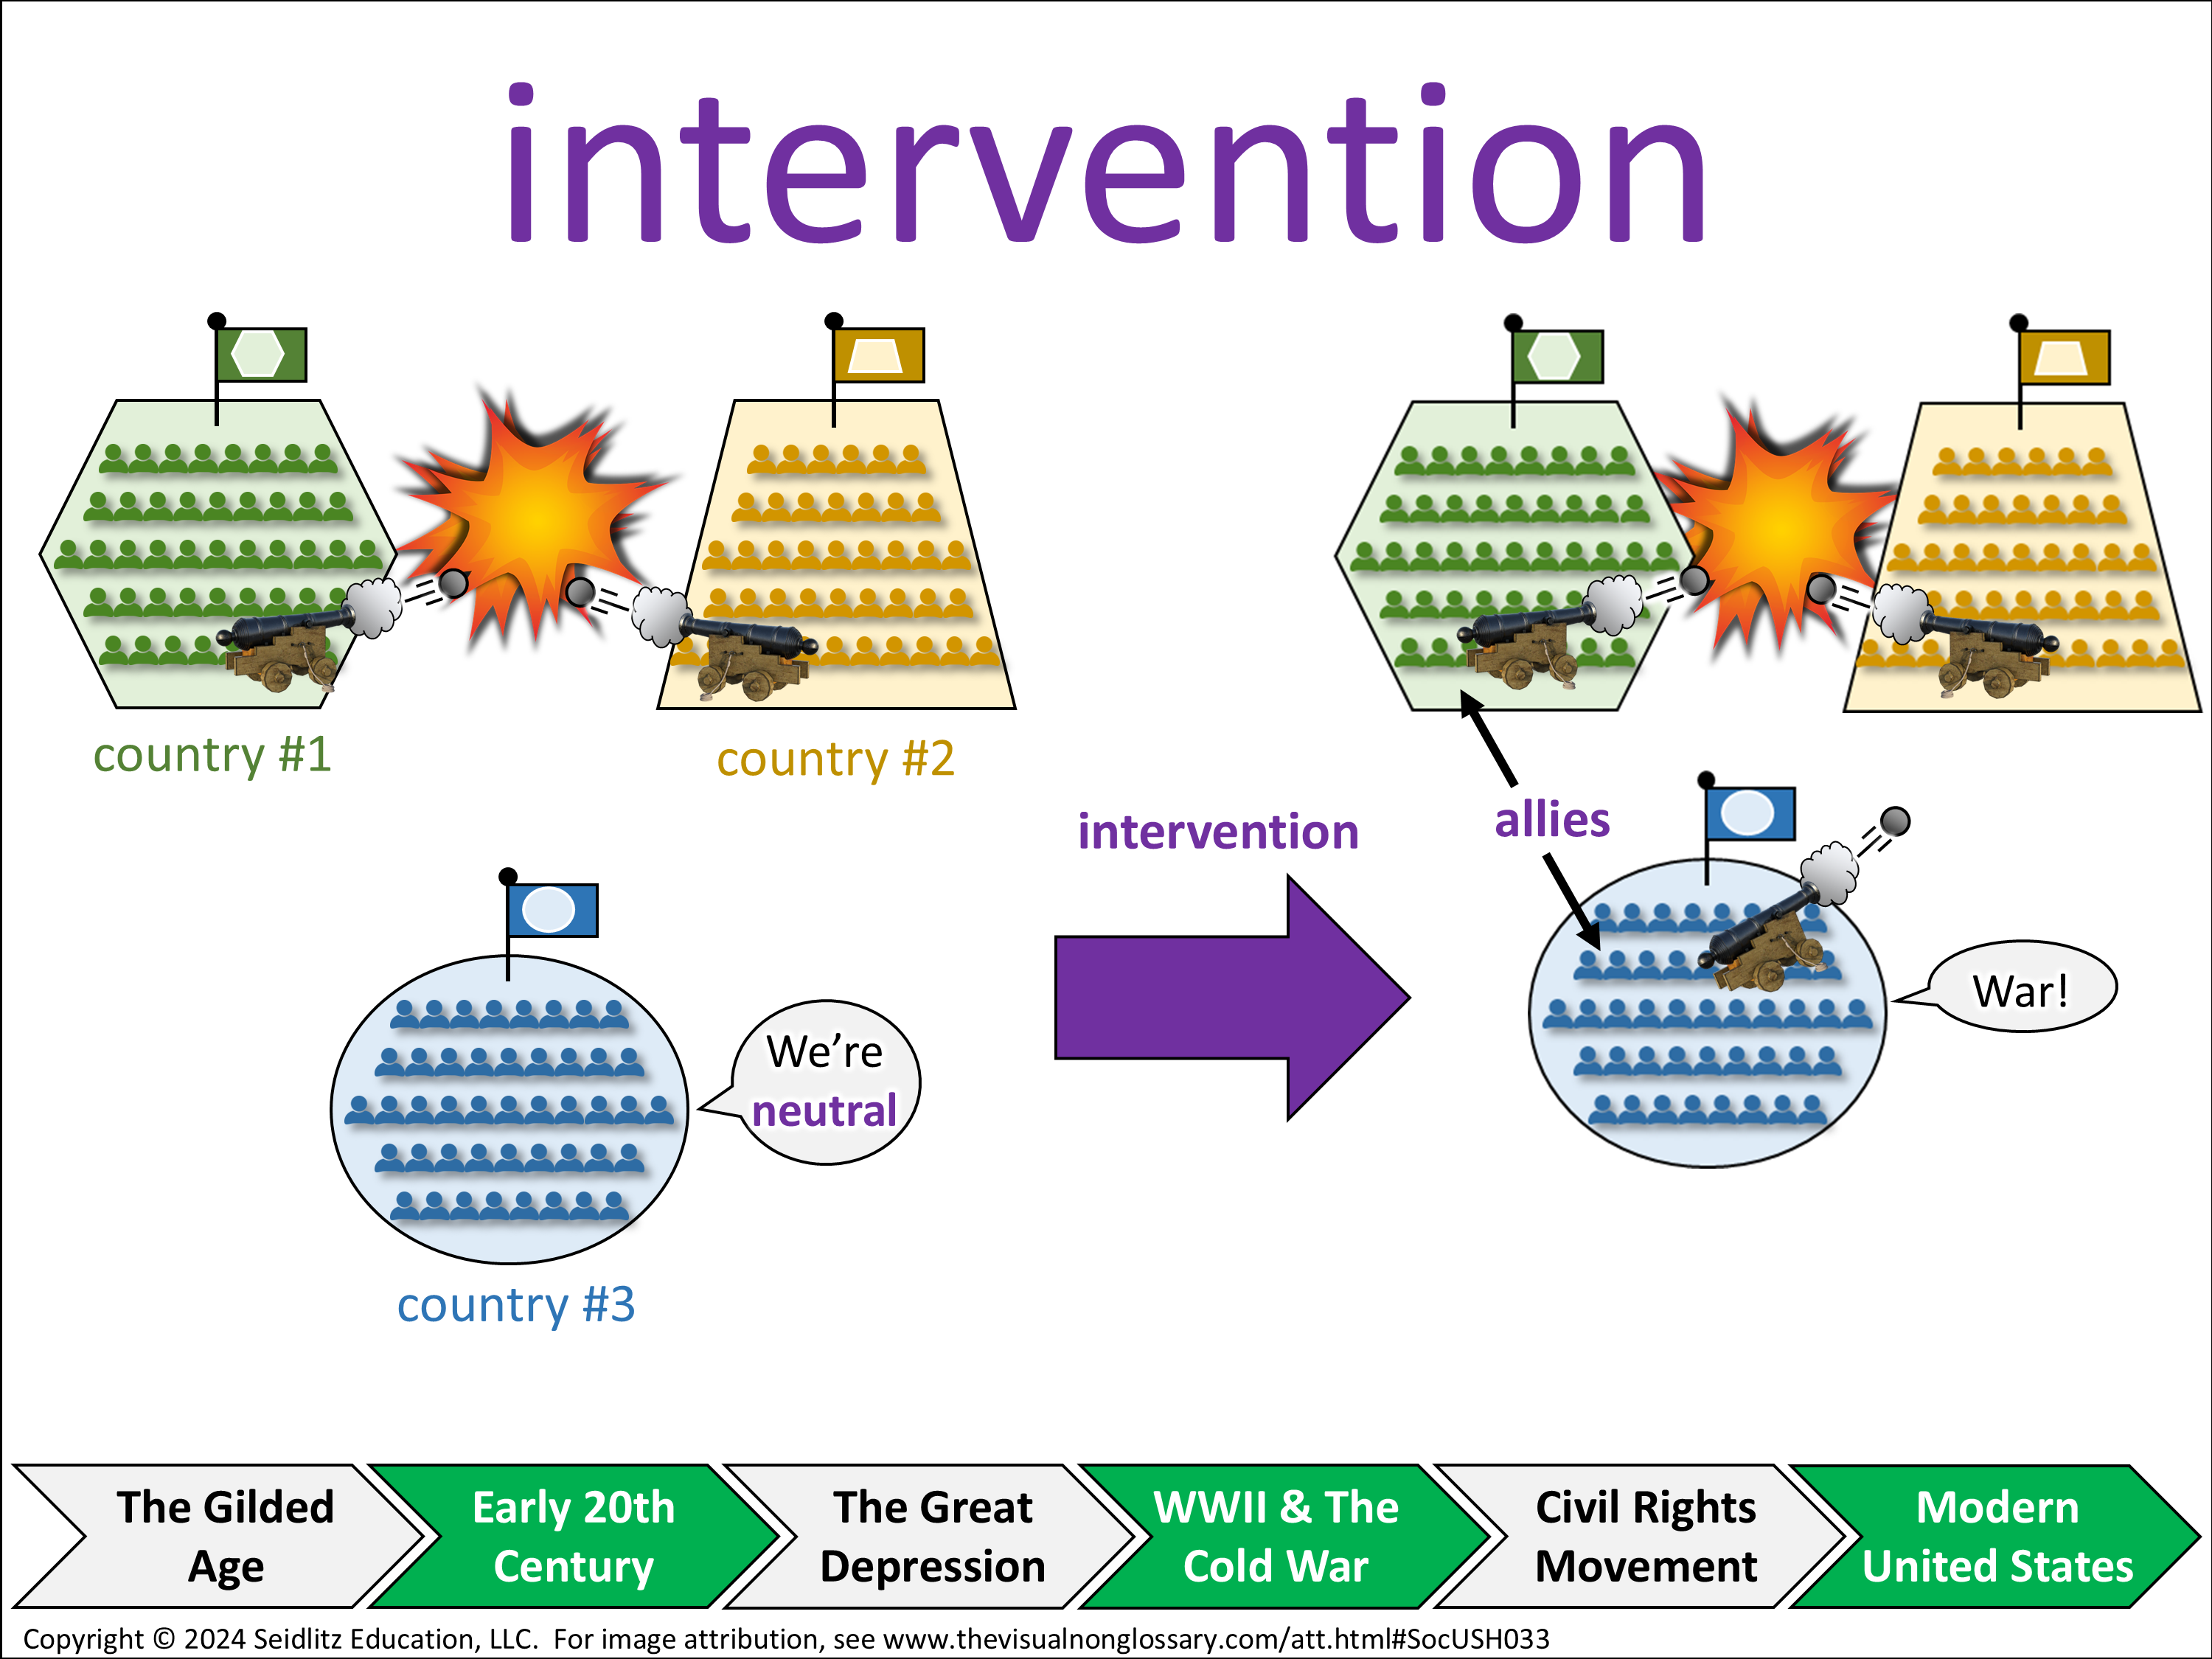 intervention
country #1
country #2
We're
neutral
country #3
intervention
allies
War!
The Gilded
Age
Early 20th
Century
The Great
Depression
WWII & The
Cold War
Civil Rights
Movement
Modern
United States
Copyright © 2024 Seidlitz Education, LLC.  For image attribution, see www.thevisualnonglossary.com/att.html#SocUSH033